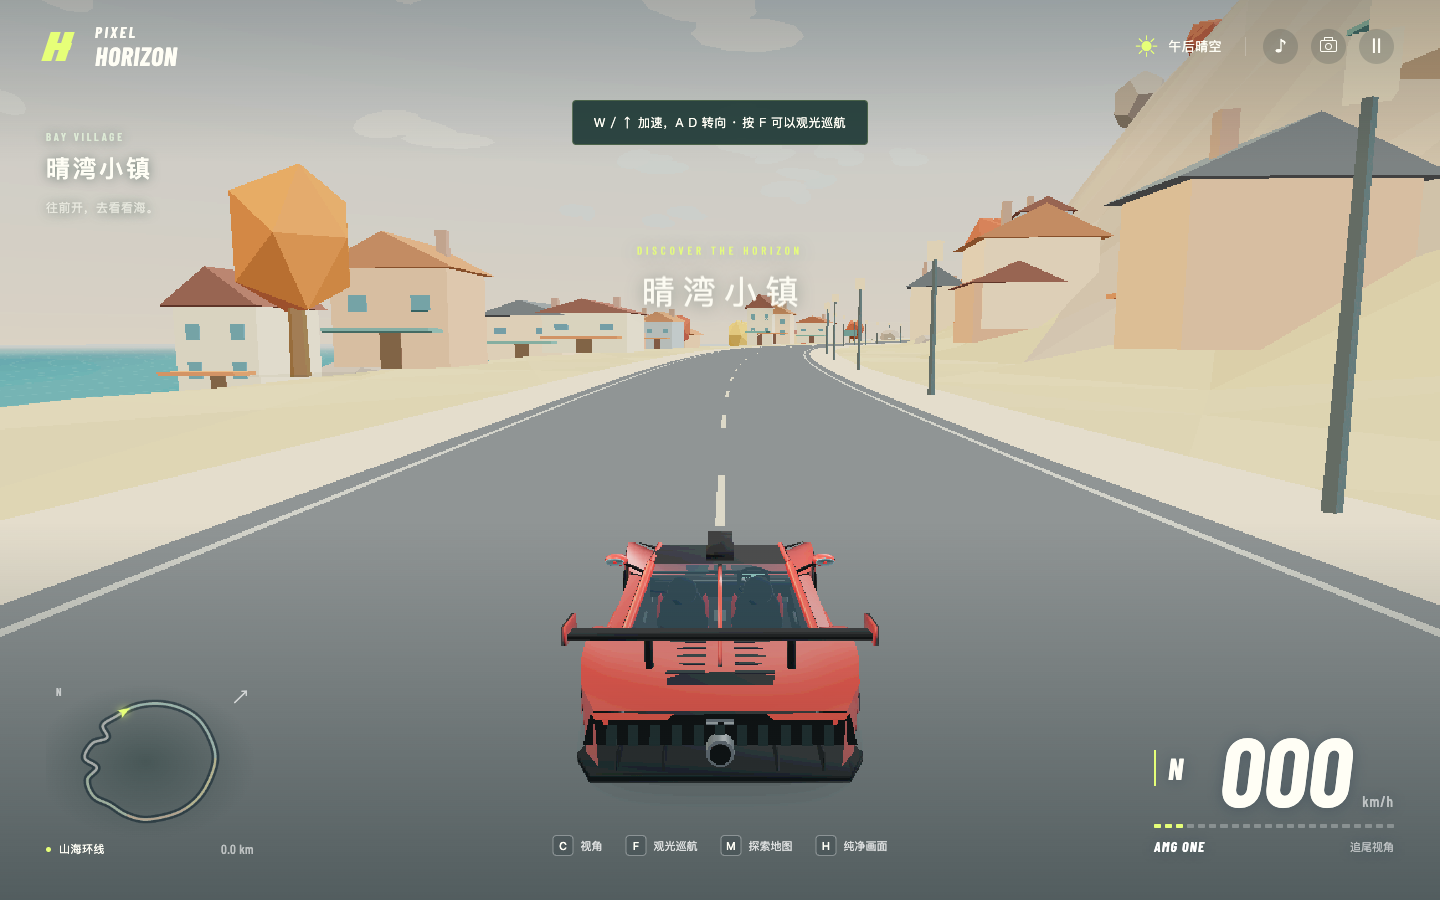 H PIXEL
HORIZON
午后晴空
W / ↑ 加速，A D 转向 · 按 F 可以观光巡航
BAY VILLAGE
晴湾小镇
往前开，去看看海。
DISCOVER THE HORIZON
晴湾小镇
N
山海环线 0.0 km
C 视角 F 观光巡航 M 探索地图 H 纯净画面
N 000 km/h
AMG ONE 追尾视角